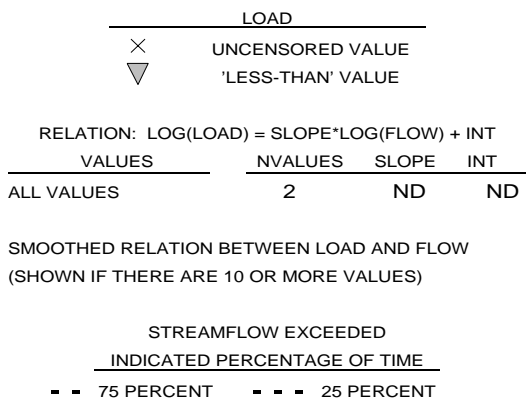 LOAD
UNCENSORED VALUE
'LESS-THAN' VALUE
RELATION: LOG(LOAD) = SLOPE*LOG(FLOW) + INT
VALUES NVALUES SLOPE INT
ALL VALUES 2 ND ND
SMOOTHED RELATION BETWEEN LOAD AND FLOW
(SHOWN IF THERE ARE 10 OR MORE VALUES)
STREAMFLOW EXCEEDED
INDICATED PERCENTAGE OF TIME
75 PERCENT 25 PERCENT